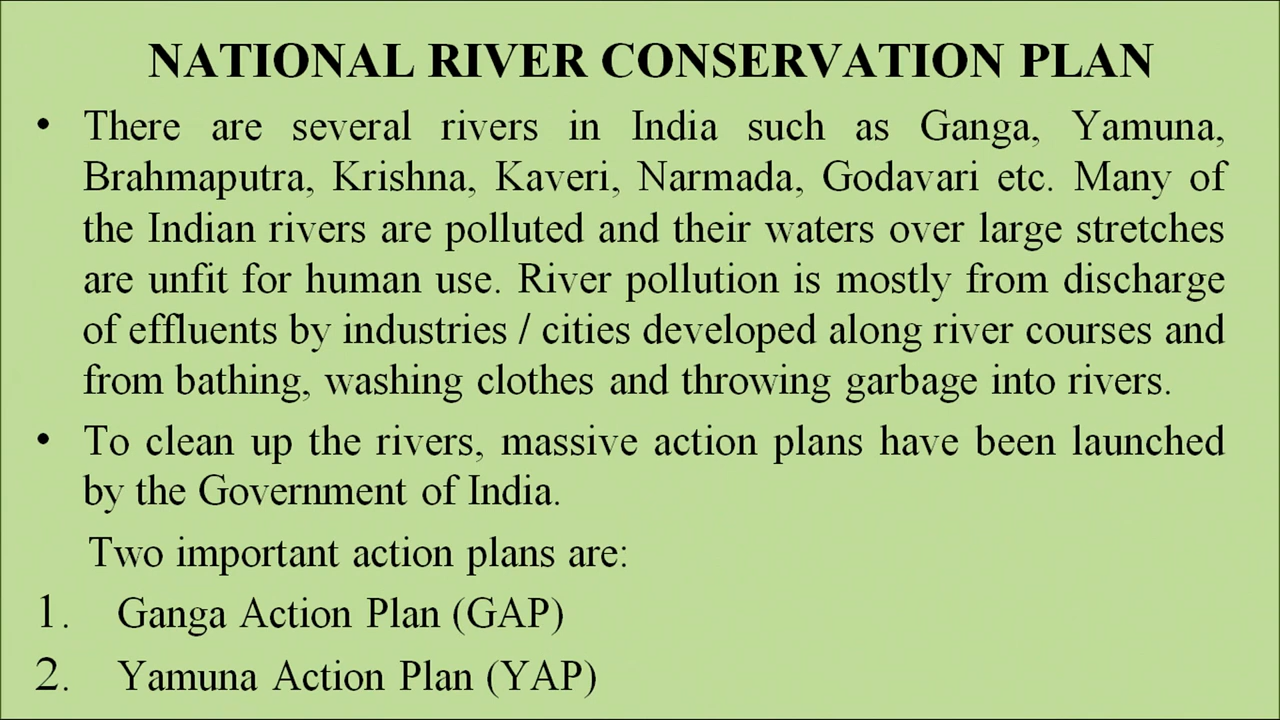 NATIONAL RIVER CONSERVATION PLAN
• There are several rivers in India such as Ganga, Yamuna,
Brahmaputra, Krishna, Kaveri, Narmada, Godavari etc. Many of
the Indian rivers are polluted and their waters over large stretches
are unfit for human use. River pollution is mostly from discharge
of effluents by industries / cities developed along river courses and
from bathing, washing clothes and throwing garbage into rivers.
• To clean up the rivers, massive action plans have been launched
by the Government of India.
Two important action plans are:
1. Ganga Action Plan (GAP)
2. Yamuna Action Plan (YAP)